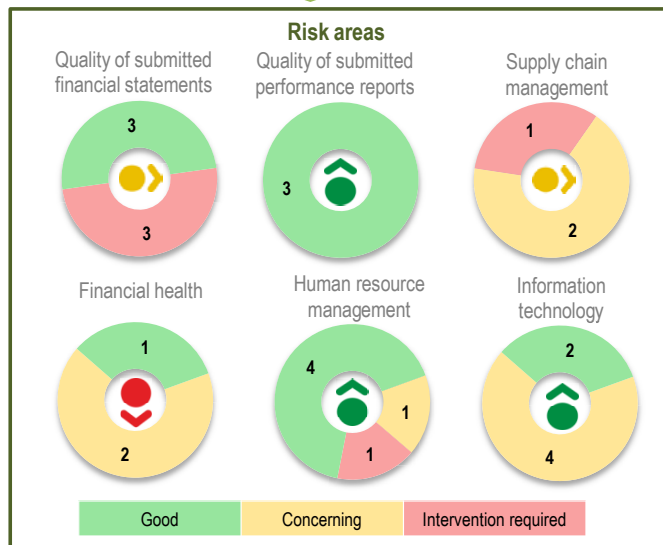 Risk areas
Quality of submitted
financial statements
3
3
Quality of submitted
performance reports
3
Supply chain
management
1
2
Financial health
1
2
Human resource
management
4
1
1
Information
technology
2
4
Good
Concerning
Intervention required